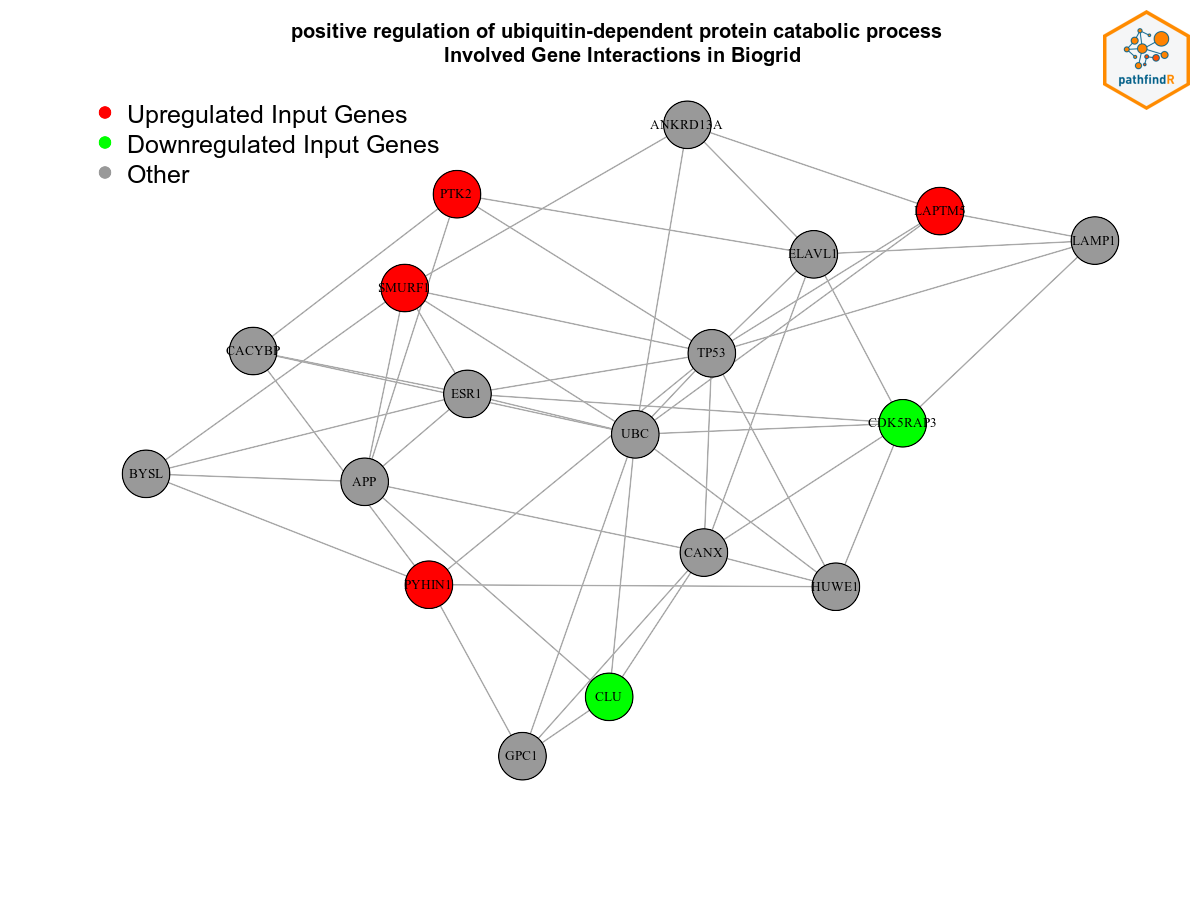 positive regulation of ubiquitin-dependent protein catabolic process
Involved Gene Interactions in Biogrid
pathfindR
Upregulated Input Genes
Downregulated Input Genes
Other
ANKRD13A
PTK2
LAPTM5
LAMP1
ELAVL1
SMURF1
CACYBP
TP53
ESR1
CDK5RAP3
UBC
BYSL
APP
CANX
PYHIN1
HUWE1
CLU
GPC1